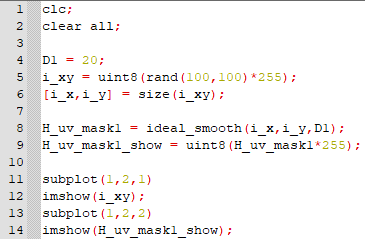 1 clc;
2 clear all;
3
4 D1 = 20;
5 i_xy = uint8(rand(100,100)*255);
6 [i_x,i_y] = size(i_xy);
7
8 H_uv_mask1 = ideal_smooth(i_x,i_y,D1);
9 H_uv_mask1_show = uint8(H_uv_mask1*255);
10
11 subplot(1,2,1)
12 imshow(i_xy);
13 subplot(1,2,2)
14 imshow(H_uv_mask1_show);